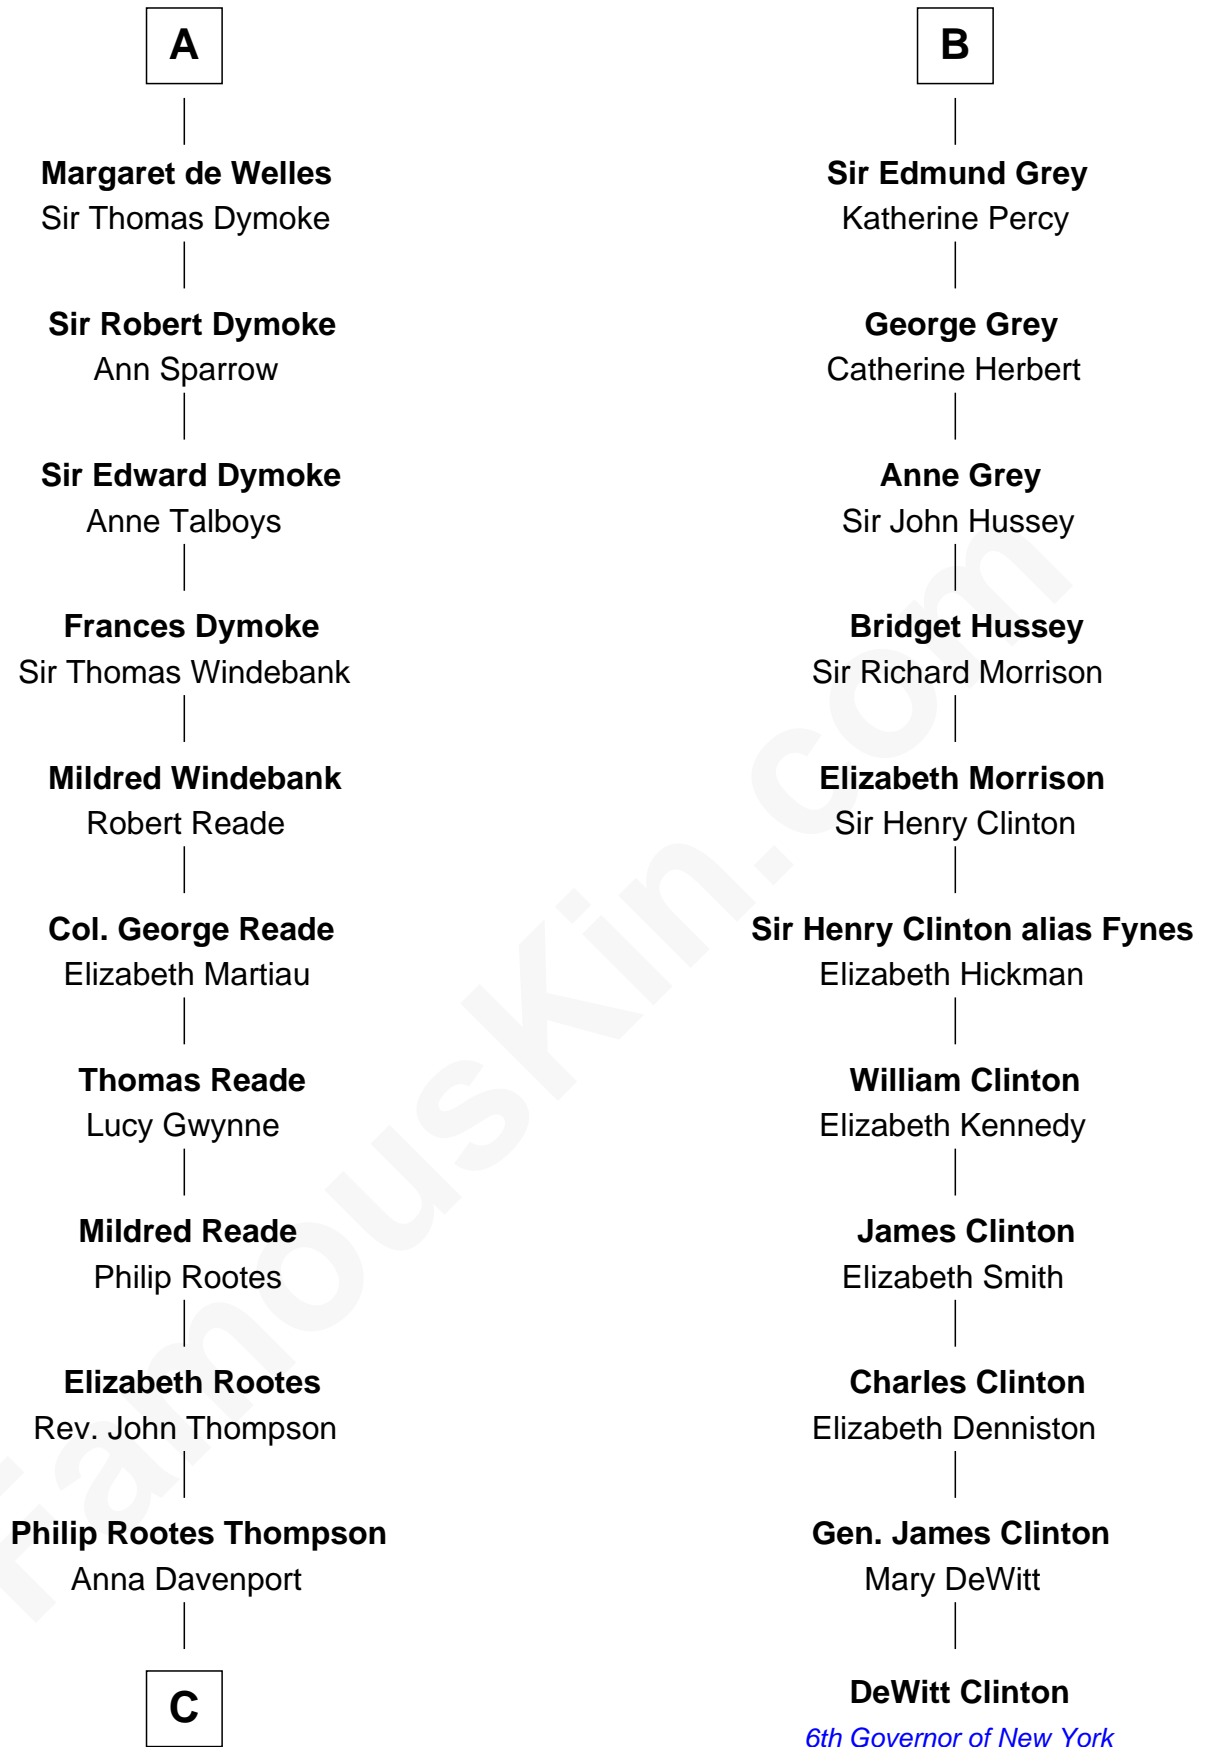 A
Margaret de Welles
Sir Thomas Dymoke
Sir Robert Dymoke
Ann Sparrow
Sir Edward Dymoke
Anne Talboys
Frances Dymoke
Sir Thomas Windebank
Mildred Windebank
Robert Reade
Col. George Reade
Elizabeth Martiau
Thomas Reade
Lucy Gwynne
Mildred Reade
Philip Rootes
Elizabeth Rootes
Rev. John Thompson
Philip Rootes Thompson
Anna Davenport
C
B
Sir Edmund Grey
Katherine Percy
George Grey
Catherine Herbert
Anne Grey
Sir John Hussey
Bridget Hussey
Sir Richard Morrison
Elizabeth Morrison
Sir Henry Clinton
Sir Henry Clinton alias Fynes
Elizabeth Hickman
William Clinton
Elizabeth Kennedy
James Clinton
Elizabeth Smith
Charles Clinton
Elizabeth Denniston
Gen. James Clinton
Mary DeWitt
DeWitt Clinton
6th Governor of New York
FamousKin.com